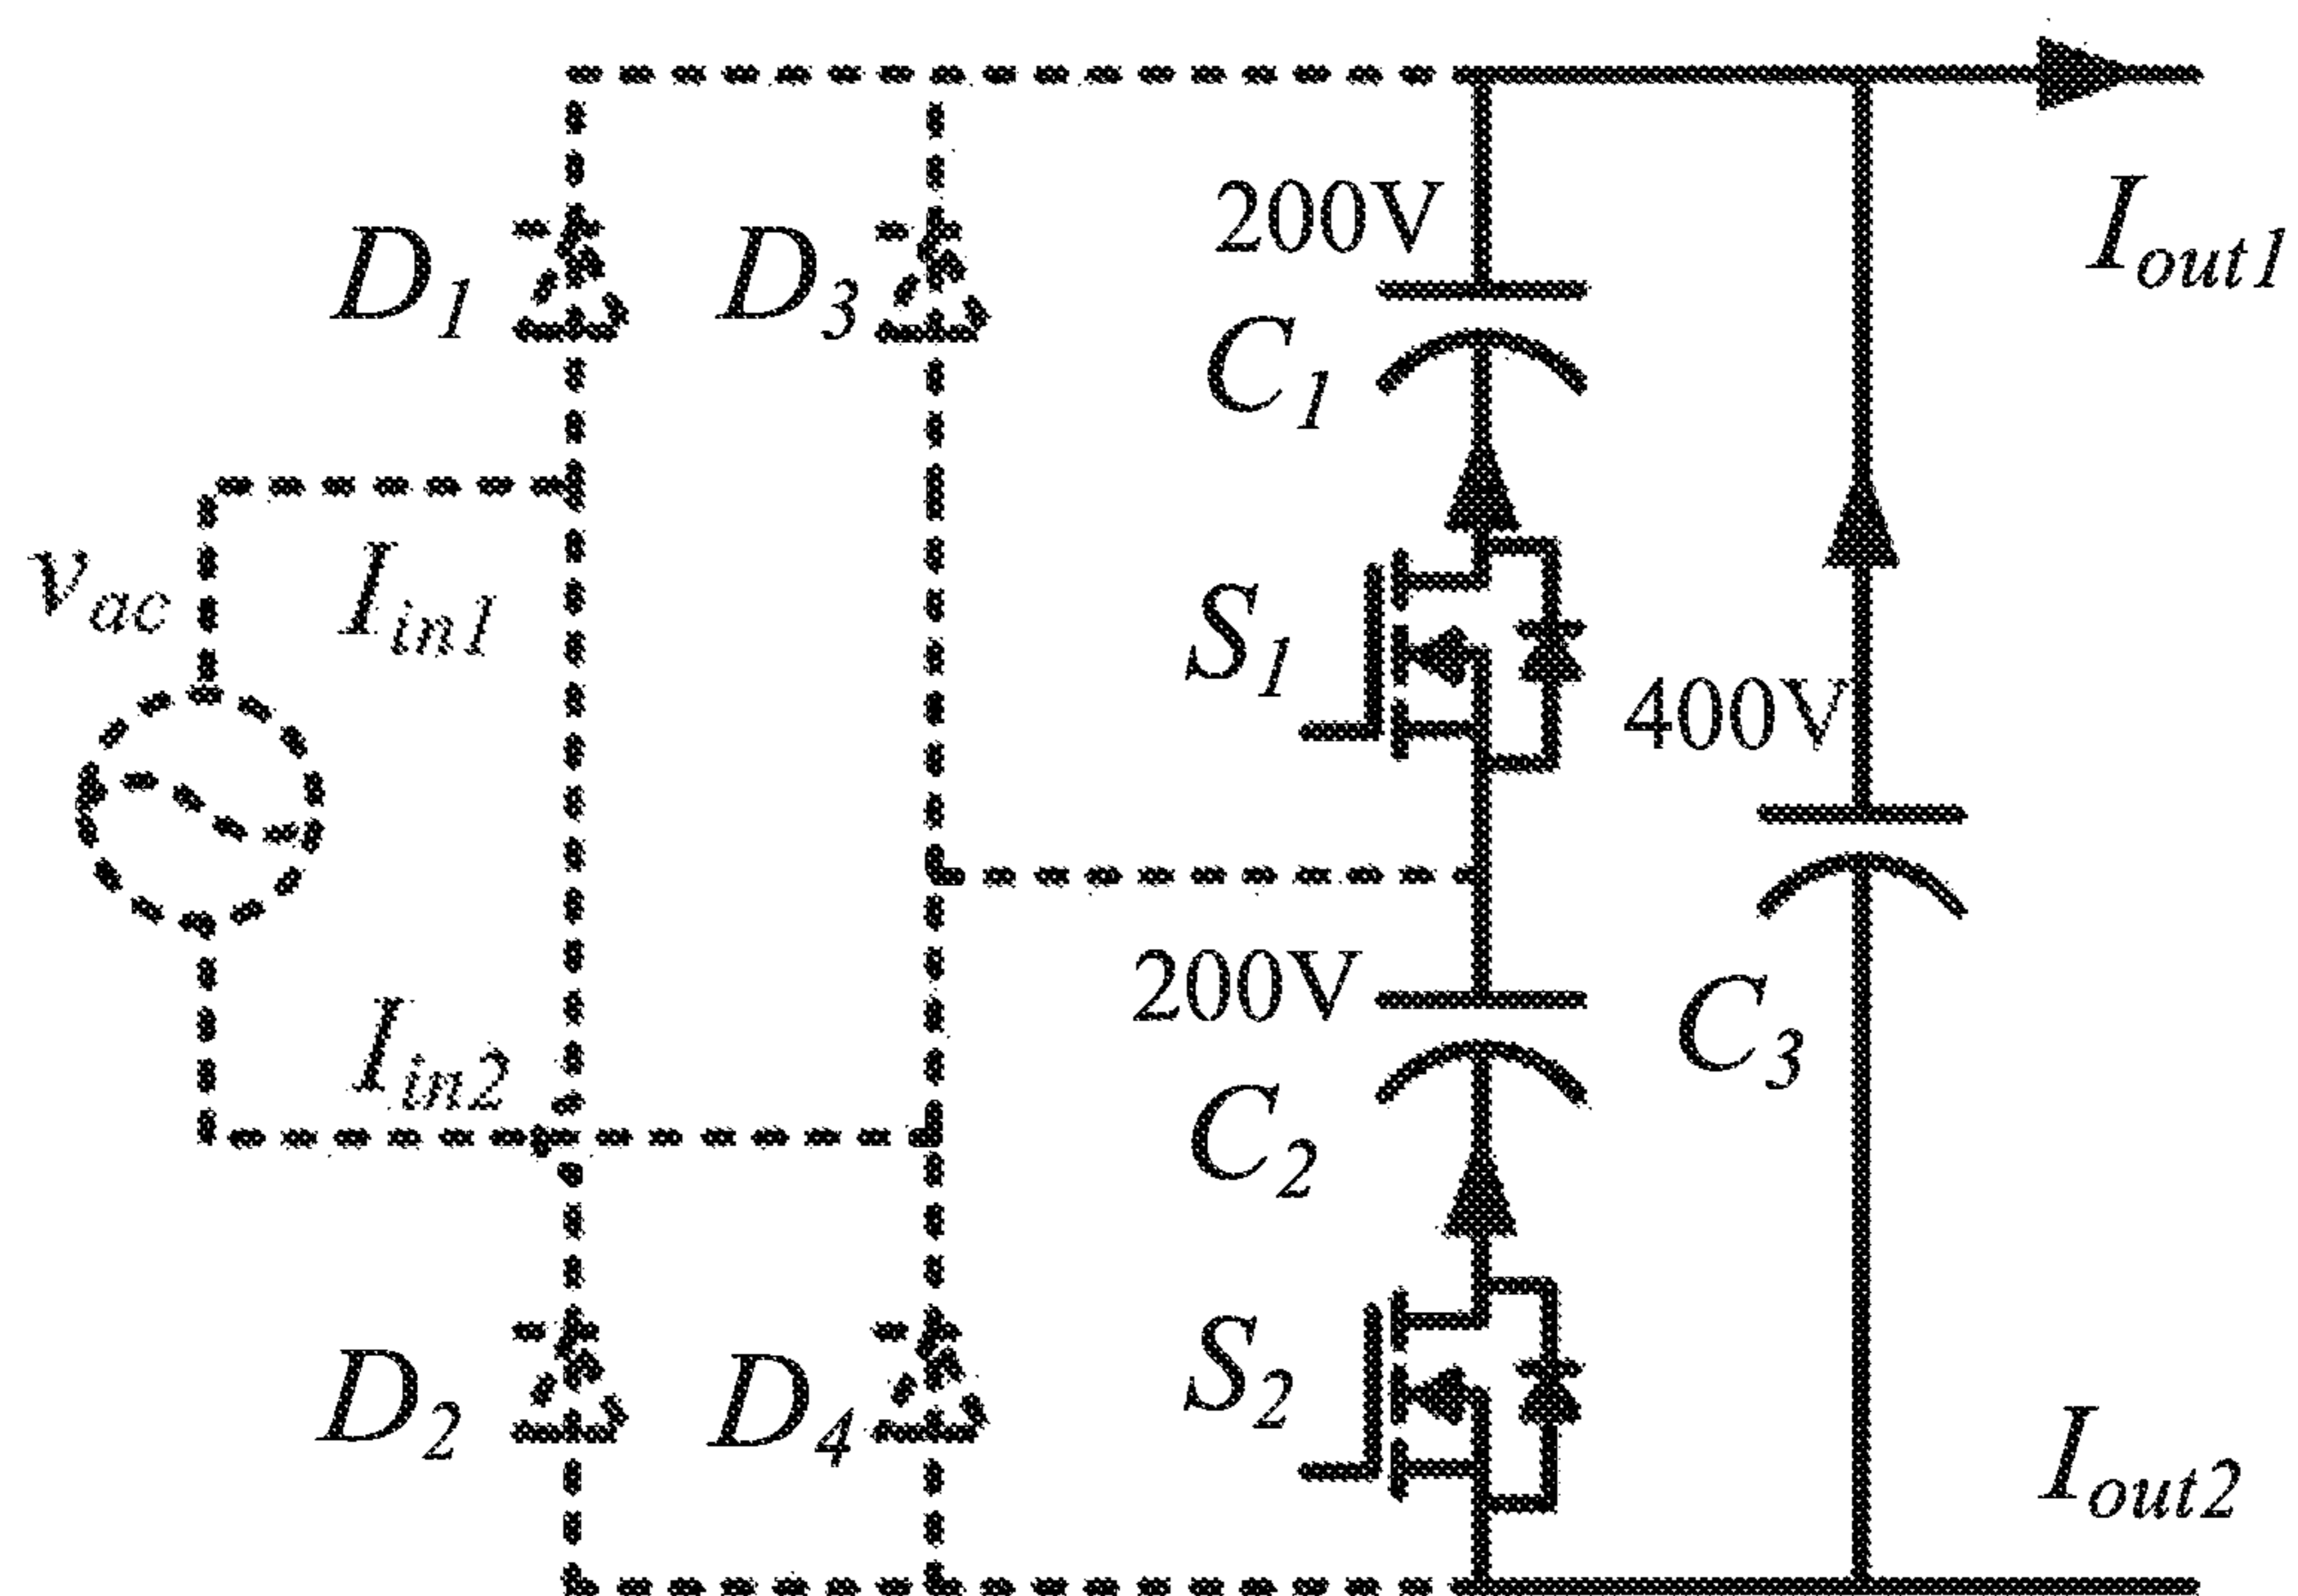 200V
I_out1
D_1
D_3
C_1
v_ac
I_in1
S_1
400V
200V
I_in2
C_3
C_2
D_2
D_4
S_2
I_out2